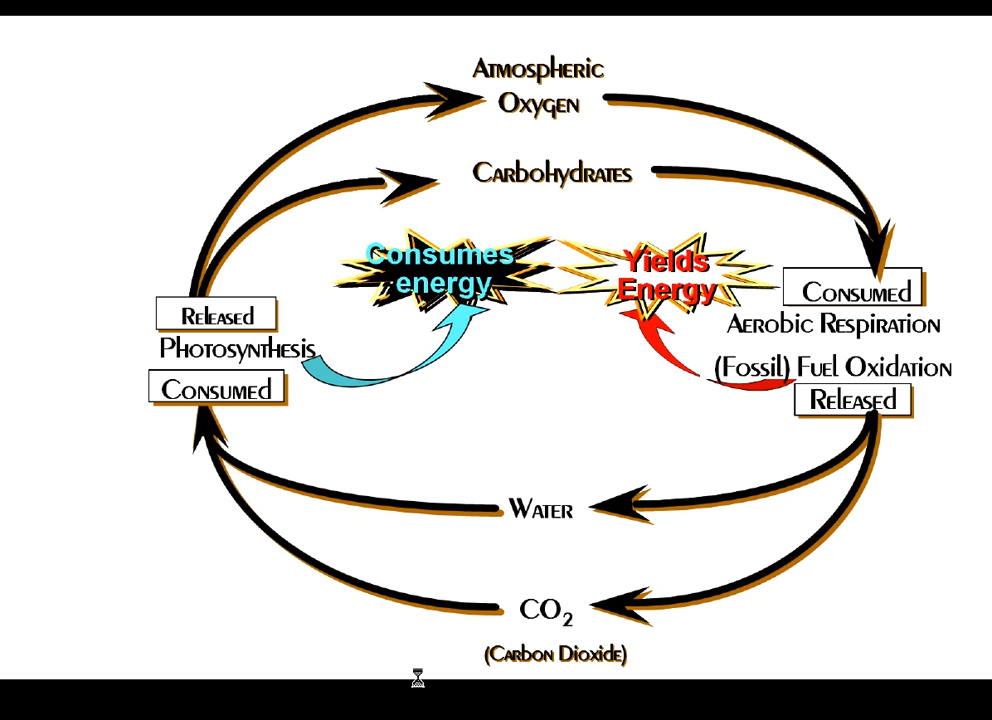 Atmospheric
Oxygen
Carbohydrates
Consumes
energy
Yields
Energy
Consumed
Aerobic Respiration
Released
Photosynthesis
Consumed
(Fossil) Fuel Oxidation
Released
Water
CO₂
(Carbon Dioxide)